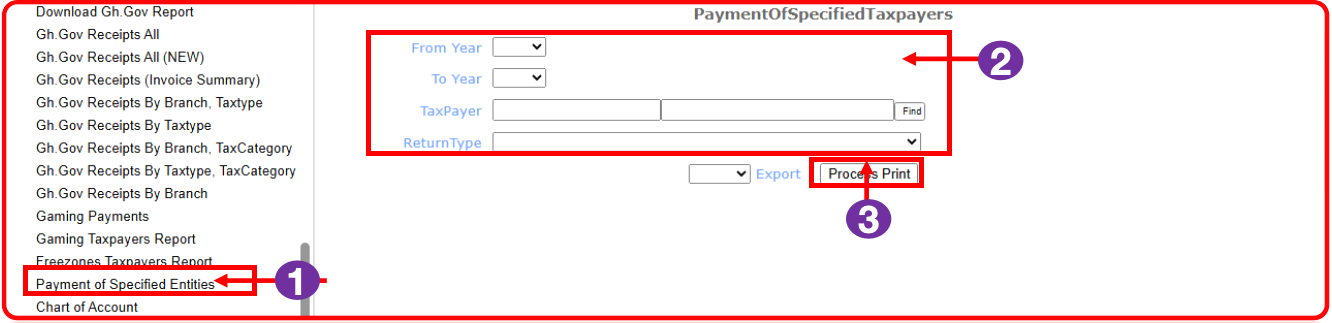 Download Gh.Gov Report
Gh.Gov Receipts All
Gh.Gov Receipts All (NEW)
Gh.Gov Receipts (Invoice Summary)
Gh.Gov Receipts By Branch, Taxtype
Gh.Gov Receipts By Taxtype
Gh.Gov Receipts By Branch, TaxCategory
Gh.Gov Receipts By Taxtype, TaxCategory
Gh.Gov Receipts By Branch
Gaming Payments
Gaming Taxpayers Report
Freezones Taxpayers Report
Payment of Specified Entities
Chart of Account
1
PaymentOfSpecifiedTaxpayers
From Year
To Year
TaxPayer Find
ReturnType
2
Export Process Print
3